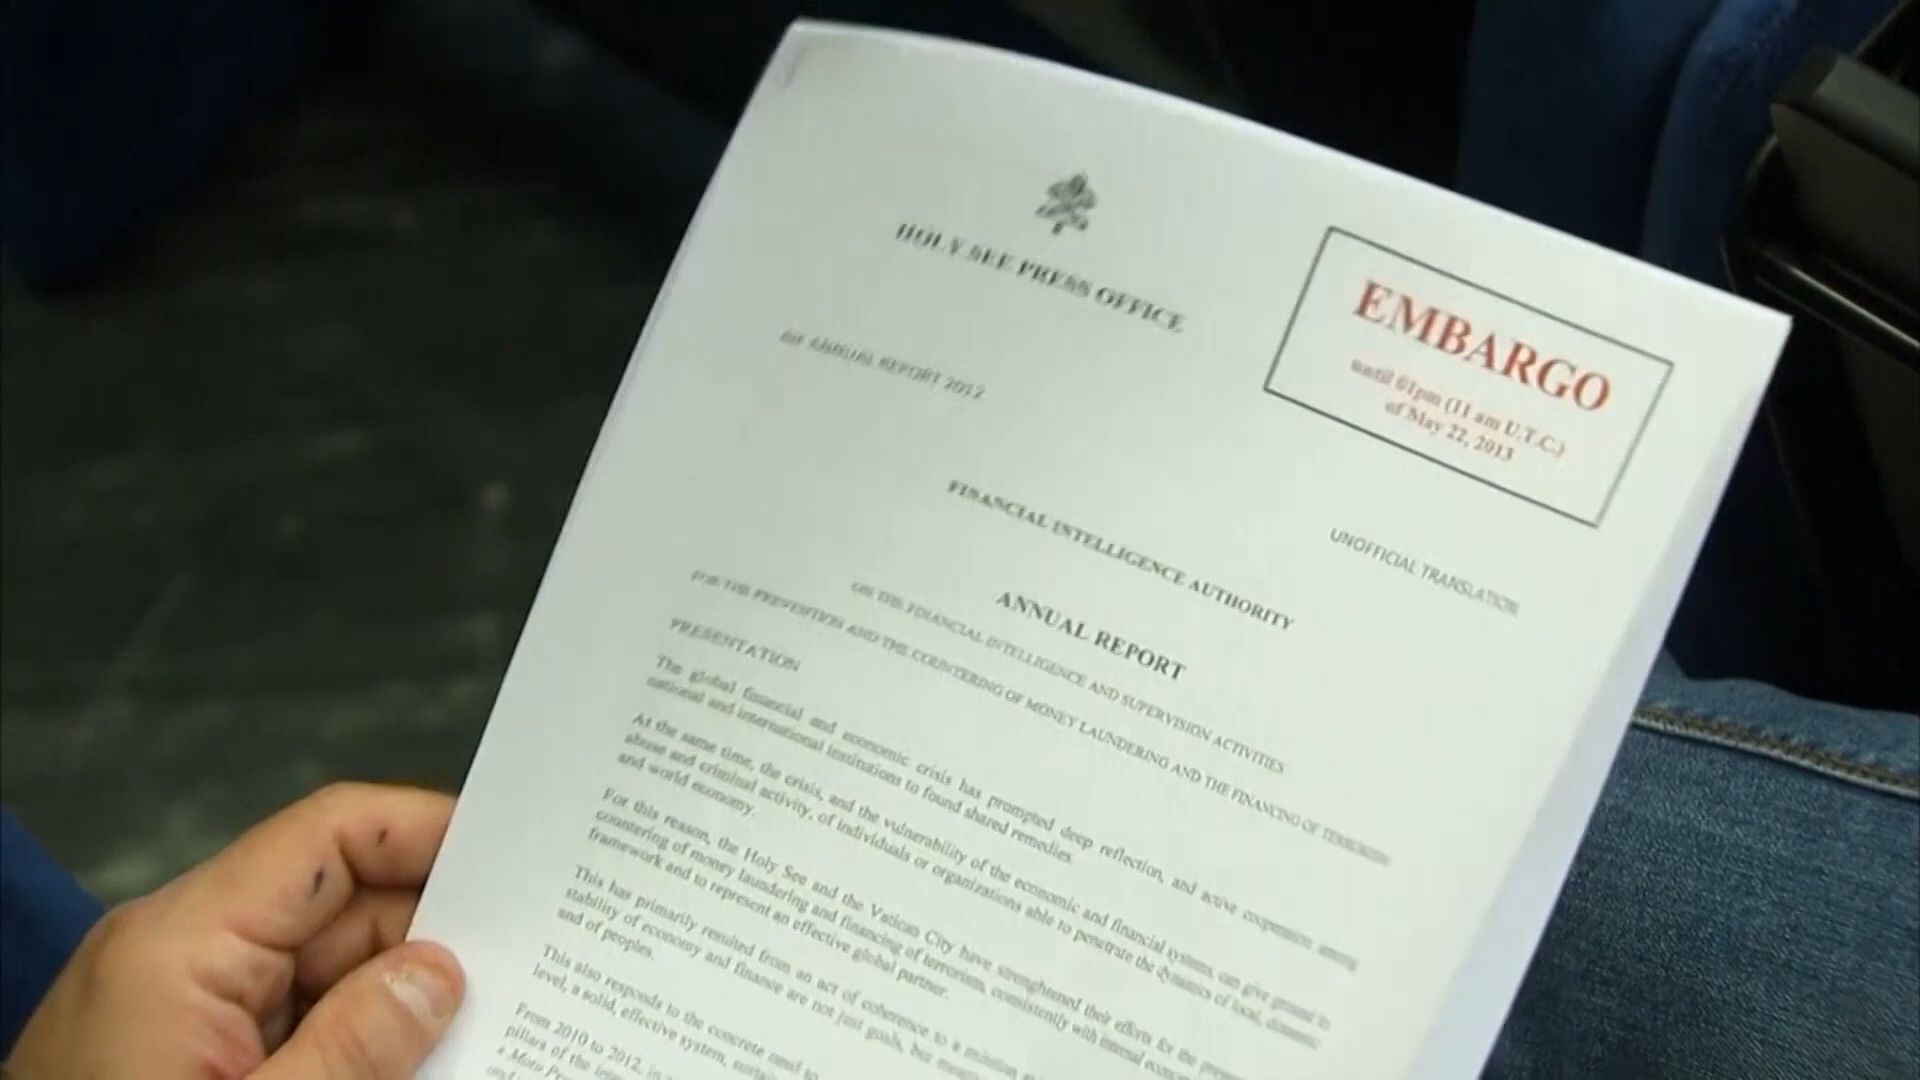 HOLY SEE PRESS OFFICE
EMBARGO
until 01pm (11 am U.T.C.)
of May 22, 2013
AIF ANNUAL REPORT 2012
UNOFFICIAL TRANSLATION
FINANCIAL INTELLIGENCE AUTHORITY
ANNUAL REPORT
ON THE FINANCIAL INTELLIGENCE AND SUPERVISION ACTIVITIES
FOR THE PREVENTION AND THE COUNTERING OF MONEY LAUNDERING AND THE FINANCING OF TERRORISM
PRESENTATION
The global financial and economic crisis has prompted deep reflection, and active cooperation among
national and international institutions to found shared remedies.
At the same time, the crisis, and the vulnerability of the economic and financial systems, can give ground to
abuse and criminal activity, of individuals or organizations able to penetrate the dynamics of local, domestic
and world economy.
For this reason, the Holy See and the Vatican City have strengthened their efforts for the
countering of money laundering and financing of terrorism, consistently with internal
framework and to represent an effective global partner.
This has primarily resulted from an act of coherence to a
stability of economy and finance are not just goals, but
and of peoples.
This also responds to the concrete need to
level, a solid, effective system,
From 2010 to 2012, in
pillars of the
a Motu